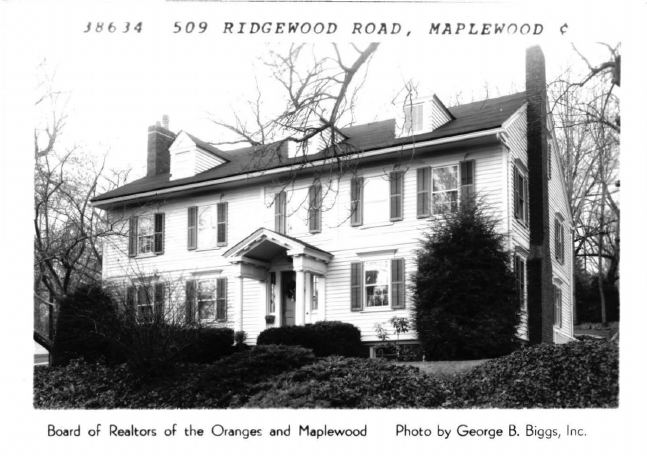 38634 509 RIDGEWOOD ROAD, MAPLEWOOD ¢
Board of Realtors of the Oranges and Maplewood Photo by George B. Biggs, Inc.